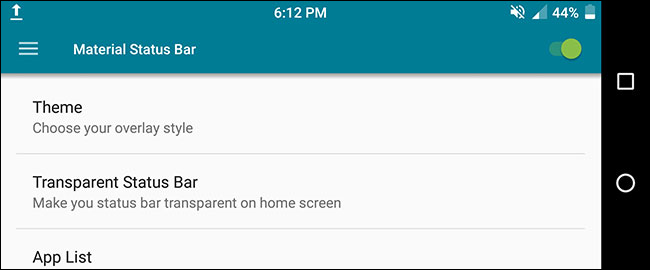 6:12 PM 44%
Material Status Bar
Theme
Choose your overlay style
Transparent Status Bar
Make you status bar transparent on home screen
App List